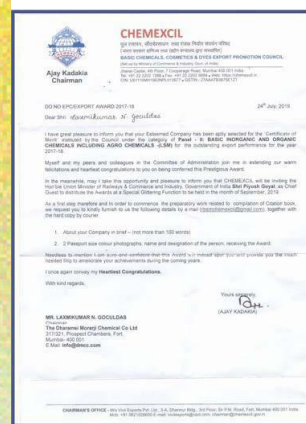 CHEMEXCIL
BASIC CHEMICALS, COSMETICS & DYES EXPORT PROMOTION COUNCIL
(Set-up by Ministry of Commerce & Industry, Govt. of India)
Ajay Kadakia
Chairman
DG:NO:EPC/EXPORT AWARD 2017-18
24th July, 2019
Dear Shri Laxmikumar N. Goculdas
I have great pleasure to inform you that your Esteemed Company has been aptly selected for the 'Certificate of
Merit' instituted by the Council under the category of Panel - II: BASIC INORGANIC AND ORGANIC
CHEMICALS INCLUDING AGRO CHEMICALS -(LSM) for the outstanding export performance for the year
2017-18.
Myself and my peers and colleagues in the Committee of Administration join me in extending our warm
felicitations and heartiest congratulations to you on being conferred this Prestigious Award.
In the meanwhile, may I take this opportunity and pleasure to inform you that CHEMEXCIL will be inviting the
Hon'ble Union Minister of Railways & Commerce and Industry, Government of India Shri Piyush Goyal, as Chief
Guest to distribute the Awards at a Special Glittering Function to be held in the month of September, 2019.
As a first step therefore and in order to commence the preparatory work related to compilation of Citation book,
we request you to kindly furnish us the following details by e-mail together with
the hard copy by courier
1. About your Company in brief – (not more than 100 words)
2. 2 Passport size colour photographs, name and designation of the person, receiving the Award.
Needless to mention I am sure and confident that this Award will indeed spur you and provide you the much
needed fillip to ameliorate your achievements during the coming years.
I once again convey my Heartiest Congratulations.
With kind regards,
Yours sincerely,
(AJAY KADAKIA)
MR. LAXMIKUMAR N. GOCULDAS
Chairman
The Dharamsi Morarji Chemical Co Ltd
317/321, Prospect Chambers, Fort,
Mumbai- 400 001
E.Mail: info@dmcc.com